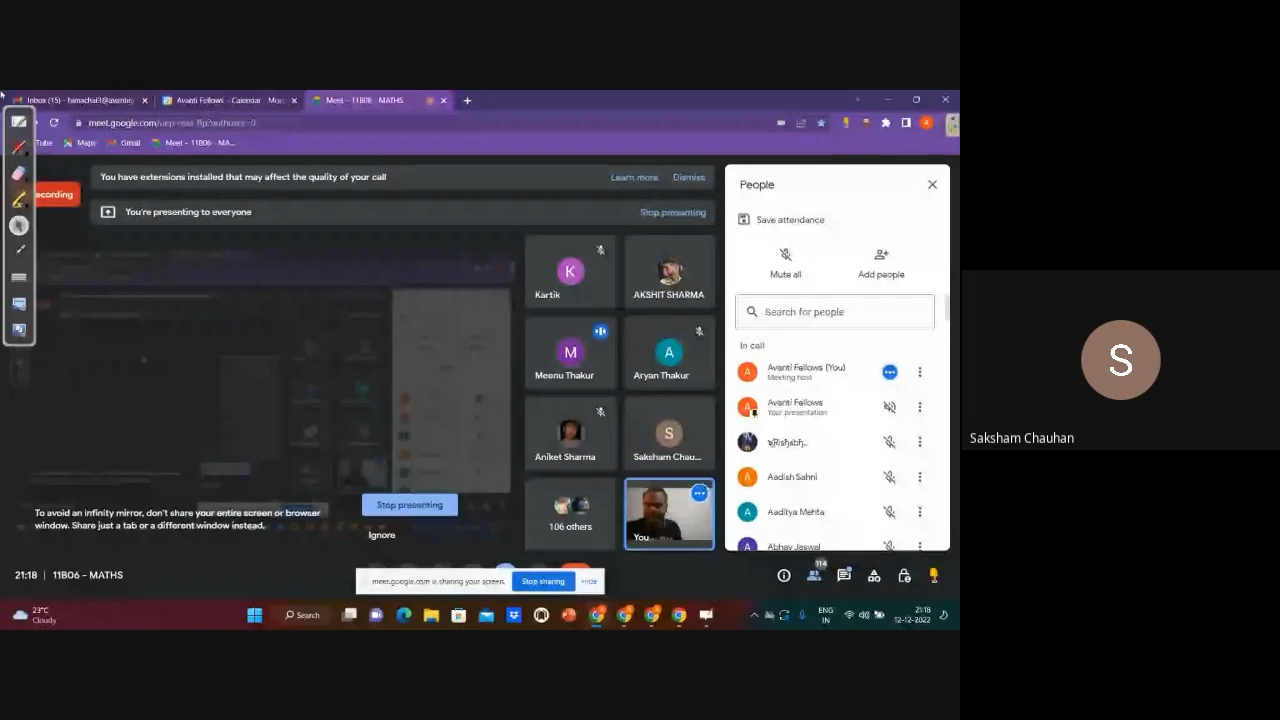 Inbox (15) -
Avanti Fellows - Calendar - Mon
Meet – 11B06 - MATHS
Tube
Maps
Gmail
Meet - 11B06 - MA...
ecording
You have extensions installed that may affect the quality of your call
Learn more
Dismiss
You're presenting to everyone
Stop presenting
K
Kartik
AKSHIT SHARMA
M
Meenu Thakur
A
Aryan Thakur
Aniket Sharma
S
Saksham Chau...
106 others
You
Stop presenting
Ignore
To avoid an infinity mirror, don't share your entire screen or browser
window. Share just a tab or a different window instead.
People
Save attendance
Mute all
Add people
Search for people
In call
A
Avanti Fellows (You)
Meeting host
A
Avanti Fellows
Your presentation
A
Aadish Sahni
A
Aaditya Mehta
A
Abhay Jaswal
21:18
11B06 - MATHS
meet.google.com is sharing your screen.
Stop sharing
Hide
114
23°C
Cloudy
Search
ENG
IN
21:18
12-12-2022
S
Saksham Chauhan